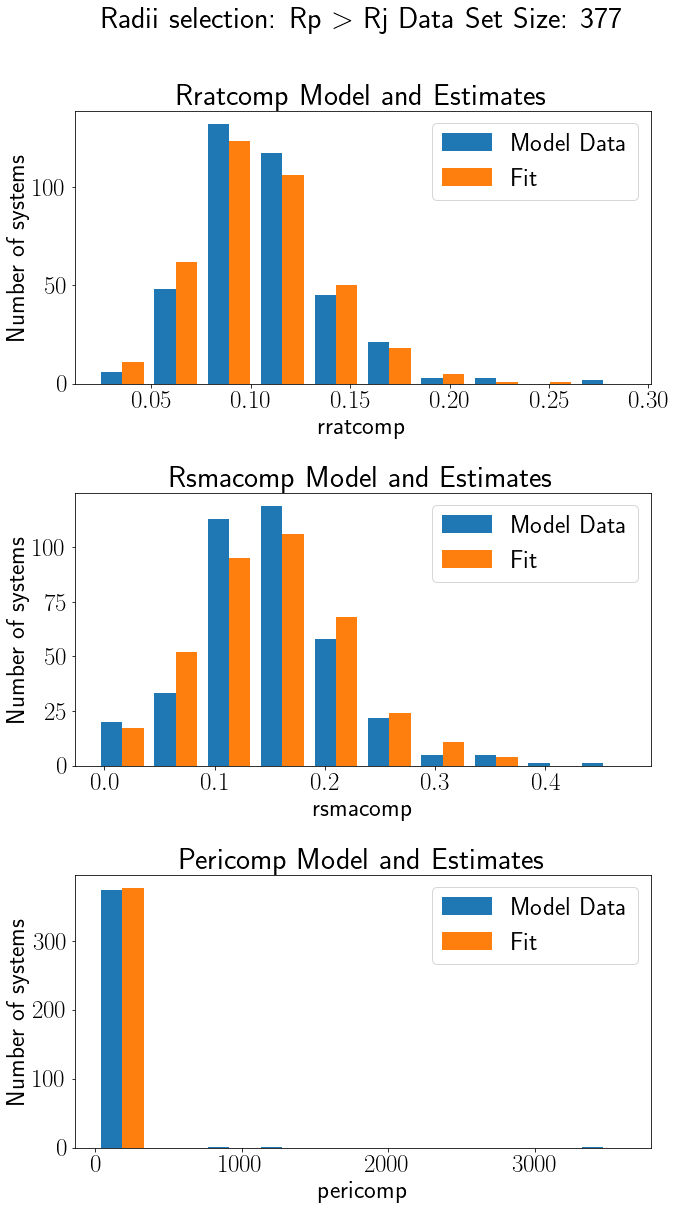 Radii selection: Rp > Rj Data Set Size: 377
Rratcomp Model and Estimates
Model Data
Fit
Number of systems
100
50
0
0.05 0.10 0.15 0.20 0.25 0.30
rratcomp
Rsmacomp Model and Estimates
Model Data
Fit
Number of systems
100
75
50
25
0
0.0 0.1 0.2 0.3 0.4
rsmacomp
Pericomp Model and Estimates
Model Data
Fit
Number of systems
300
200
100
0
0 1000 2000 3000
pericomp